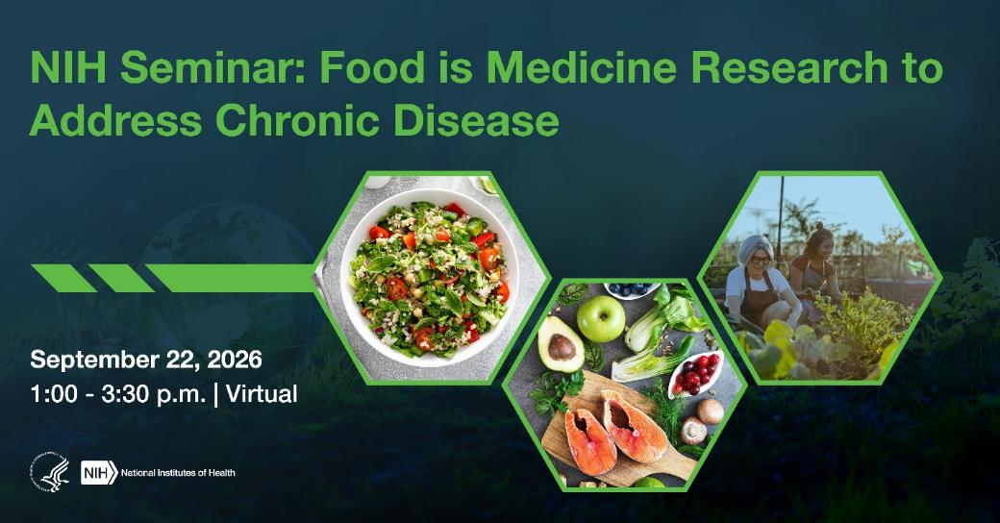 NIH Seminar: Food is Medicine Research to
Address Chronic Disease
September 22, 2026
1:00 - 3:30 p.m. | Virtual
NIH National Institutes of Health